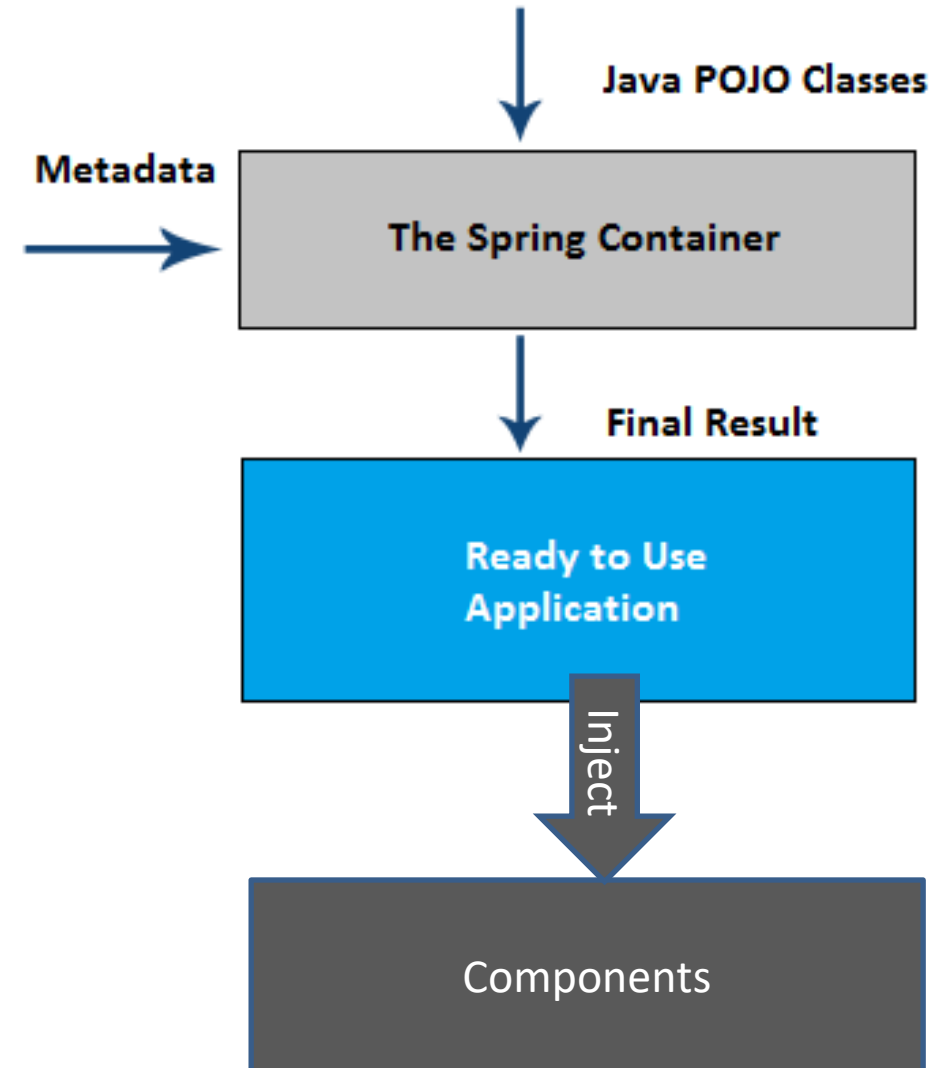 Java POJO Classes
Metadata
The Spring Container
Final Result
Ready to Use
Application
Inject
Components